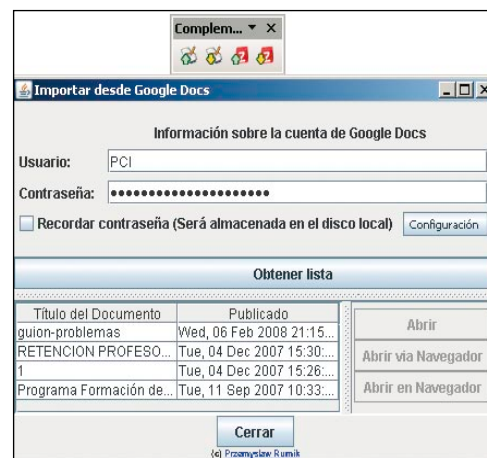 Complem...
Importar desde Google Docs
Información sobre la cuenta de Google Docs
Usuario: PCI
Contraseña: ●●●●●●●●●●●●●●●●●●●●●
Recordar contraseña (Será almacenada en el disco local) Configuración
Obtener lista
Título del Documento Publicado
guion-problemas Wed, 06 Feb 2008 21:15...
RETENCION PROFESO... Tue, 04 Dec 2007 15:30:...
1 Tue, 04 Dec 2007 15:26:...
Programa Formación de... Tue, 11 Sep 2007 10:33:...
Abrir
Abrir vía Navegador
Abrir en Navegador
Cerrar
(c) Przemyslaw Rumik